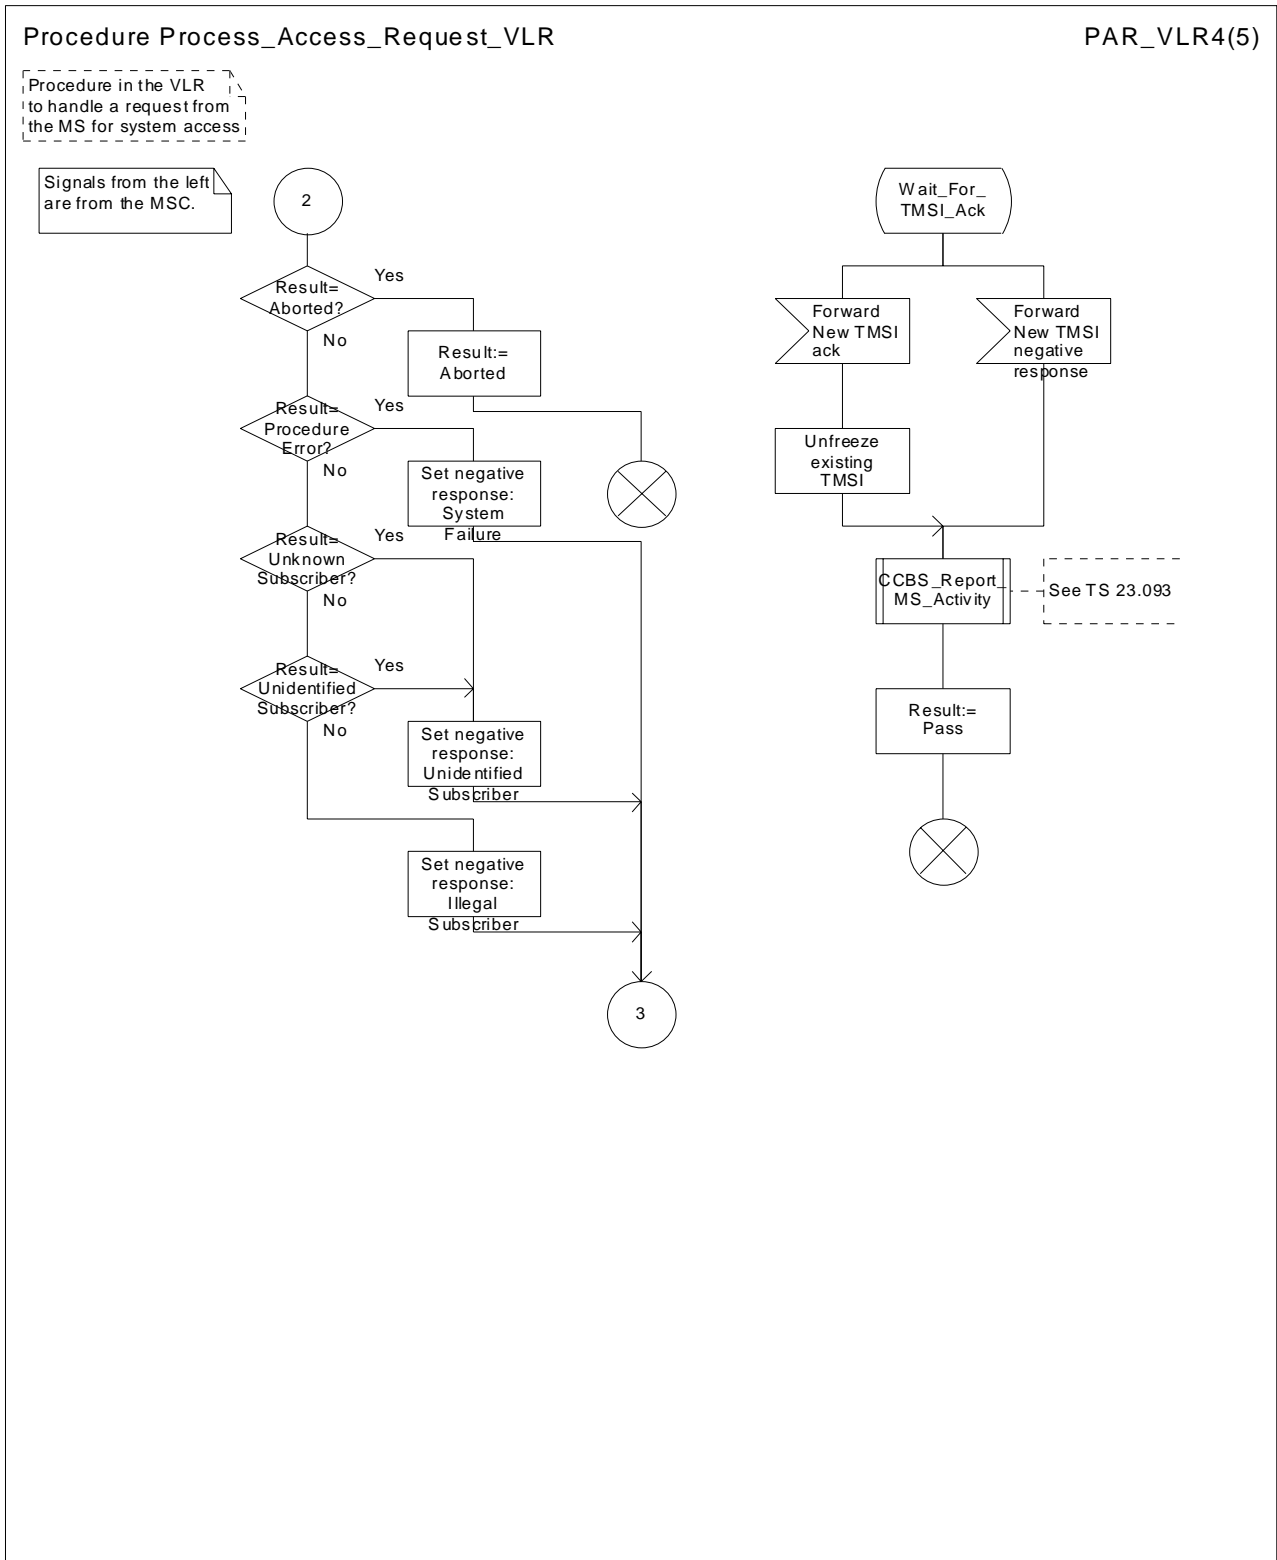 Procedure Process_Access_Request_VLR
PAR_VLR4(5)
Procedure in the VLR
to handle a request from
the MS for system access
Signals from the left
are from the MSC.
2
Result=
Aborted?
Yes
No
Result:=
Aborted
Result=
Procedure
Error?
Yes
No
Set negative
response:
System
Failure
Result=
Unknown
Subscriber?
Yes
No
Result=
Unidentified
Subscriber?
Yes
No
Set negative
response:
Unidentified
Subscriber
Set negative
response:
Illegal
Subscriber
3
Wait_For_
TMSI_Ack
Forward
New TMSI
ack
Forward
New TMSI
negative
response
Unfreeze
existing
TMSI
CCBS_Report_
MS_Activity
See TS 23.093
Result:=
Pass